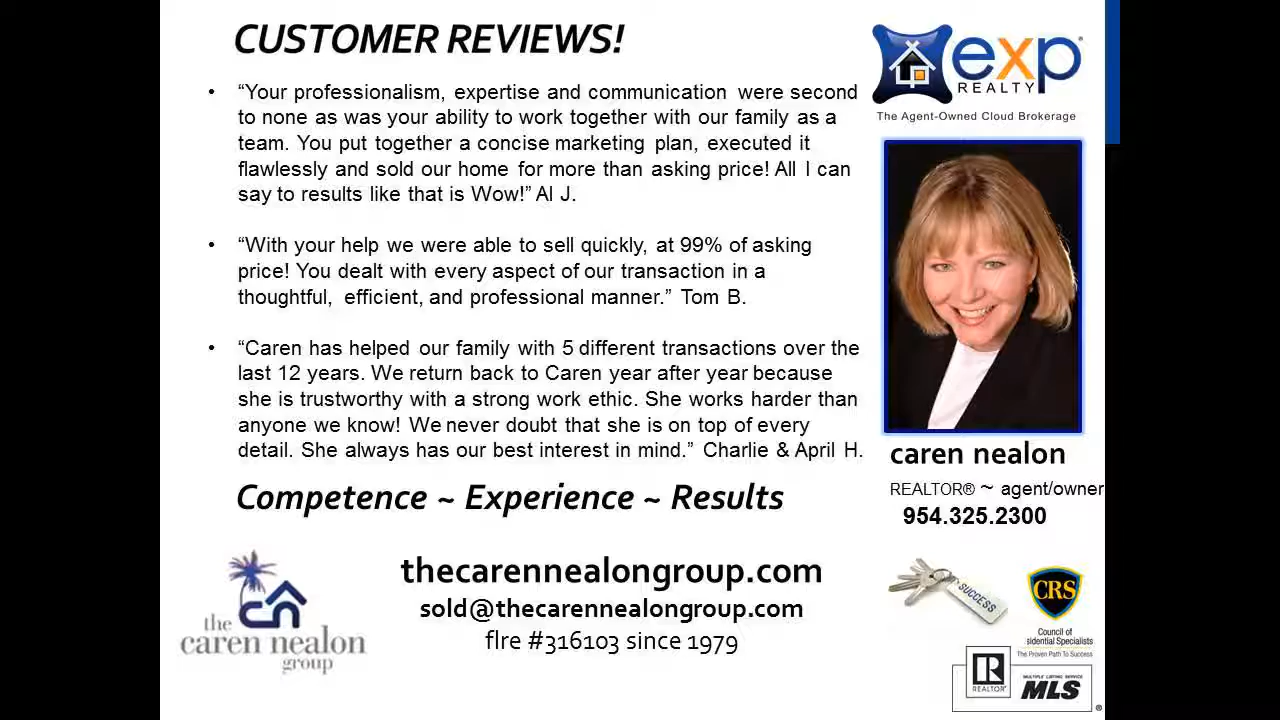 CUSTOMER REVIEWS!
• “Your professionalism, expertise and communication were second
to none as was your ability to work together with our family as a
team. You put together a concise marketing plan, executed it
flawlessly and sold our home for more than asking price! All I can
say to results like that is Wow!” Al J.
• “With your help we were able to sell quickly, at 99% of asking
price! You dealt with every aspect of our transaction in a
thoughtful, efficient, and professional manner.” Tom B.
• “Caren has helped our family with 5 different transactions over the
last 12 years. We return back to Caren year after year because
she is trustworthy with a strong work ethic. She works harder than
anyone we know! We never doubt that she is on top of every
detail. She always has our best interest in mind.” Charlie & April H.
Competence ~ Experience ~ Results
thecarennealongroup.com
sold@thecarennealongroup.com
flre #316103 since 1979
the
caren nealon
group
exp®
REALTY
The Agent-Owned Cloud Brokerage
caren nealon
REALTOR® ~ agent/owner
954.325.2300
SUCCESS
CRS
Council of
sidential Specialists
The Proven Path To Success
R
REALTOR®
MULTIPLE LISTING SERVICE
MLS
®